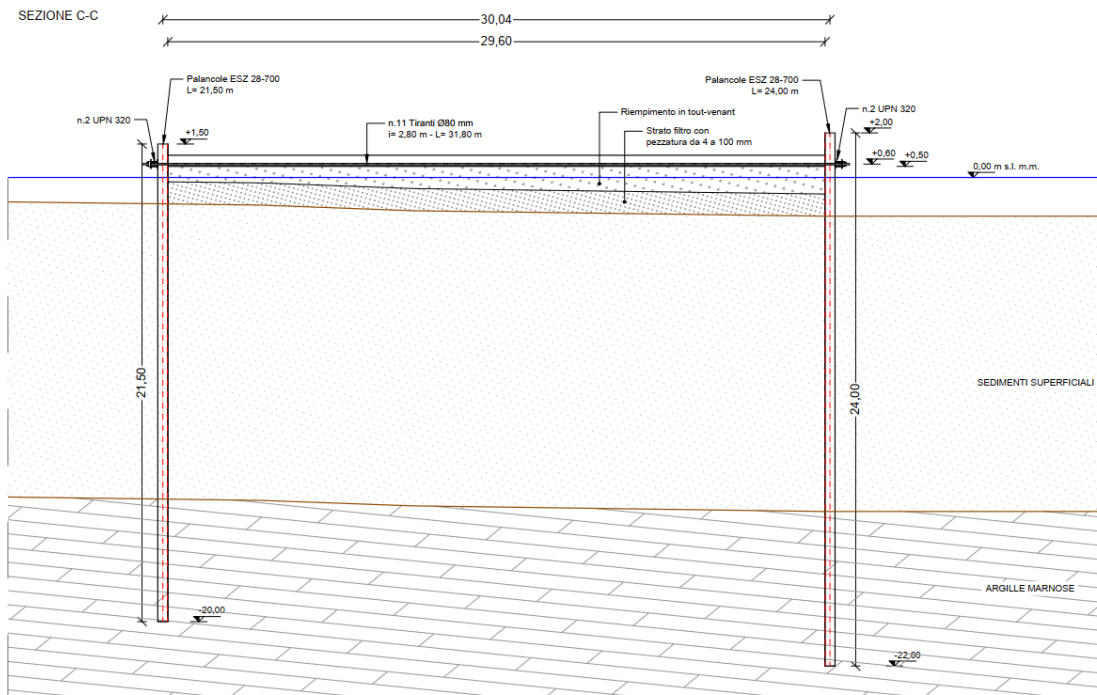 SEZIONE C-C
30,04
29,60
Palancole ESZ 28-700
L= 21,50 m
Palancole ESZ 28-700
L= 24,00 m
n.2 UPN 320
+1,50
n.11 Tiranti Ø80 mm
i= 2,80 m - L= 31,80 m
Riempimento in tout-venant
Strato filtro con
pezzatura da 4 a 100 mm
n.2 UPN 320
+2,00
+0,60
+0,50
0,00 m s.l. m.m.
21,50
24,00
SEDIMENTI SUPERFICIALI
ARGILLE MARNOSE
-20,00
-22,00